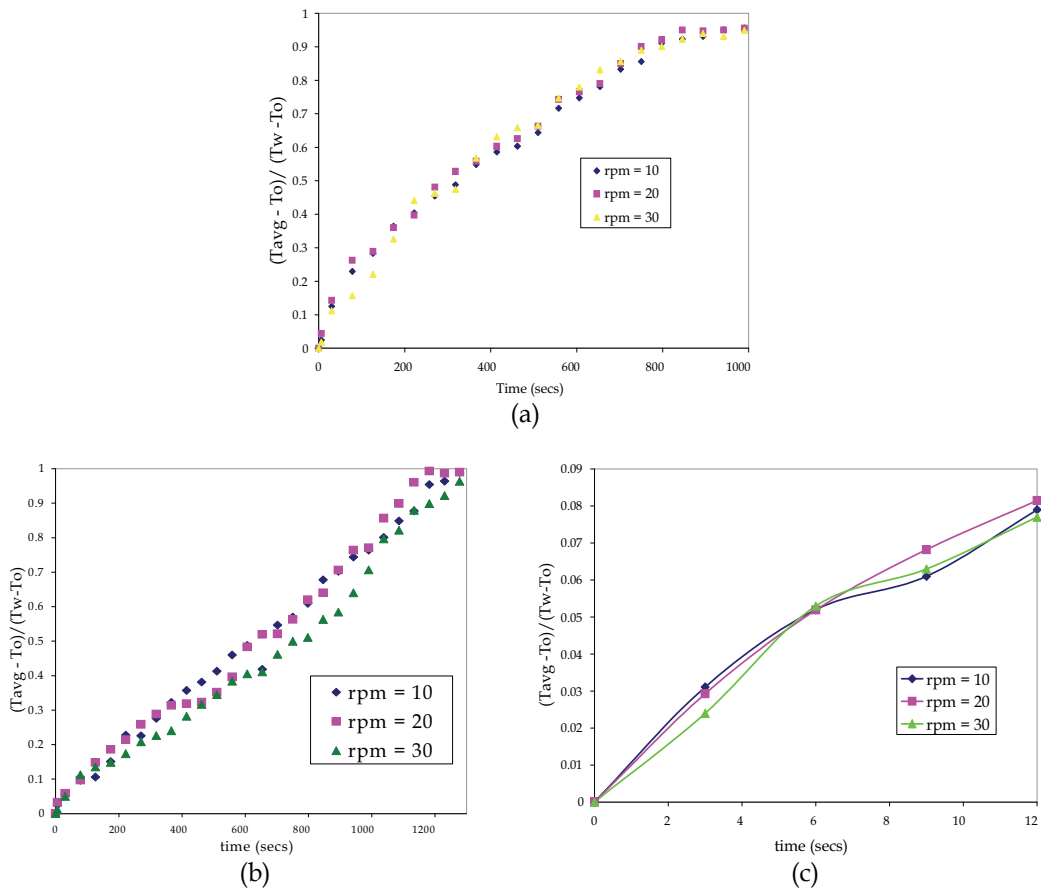 (Tavg - To)/ (Tw -To)
1
0.9
0.8
0.7
0.6
0.5
0.4
0.3
0.2
0.1
0
0 200 400 600 800 1000
Time (secs)
rpm = 10
rpm = 20
rpm = 30
(a)
(Tavg - To)/ (Tw-To)
1
0.9
0.8
0.7
0.6
0.5
0.4
0.3
0.2
0.1
0
0 200 400 600 800 1000 1200
time (secs)
rpm = 10
rpm = 20
rpm = 30
(b)
(Tavg -To) / (Tw -To)
0.09
0.08
0.07
0.06
0.05
0.04
0.03
0.02
0.01
0
0 2 4 6 8 10 12
time (secs)
rpm = 10
rpm = 20
rpm = 30
(c)